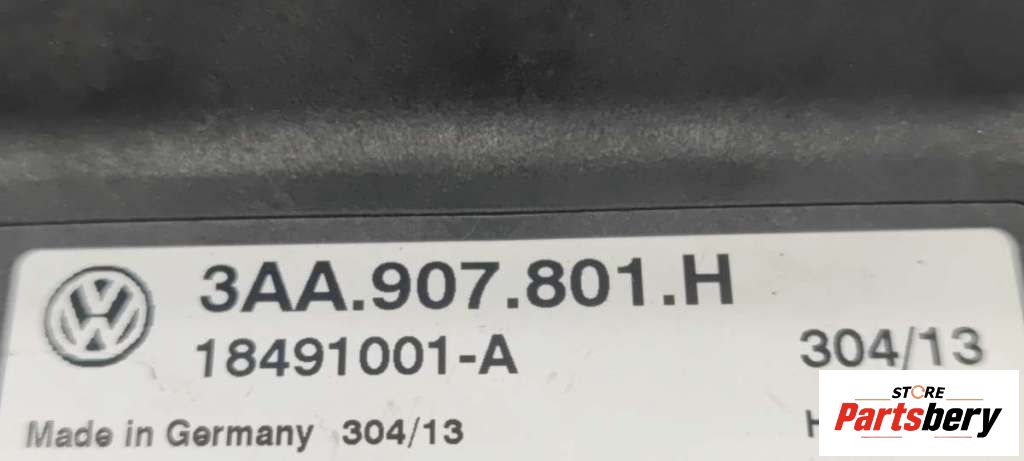 3AA.907.801.H
18491001-A 304/13
Made in Germany 304/13
STORE
Partsbery